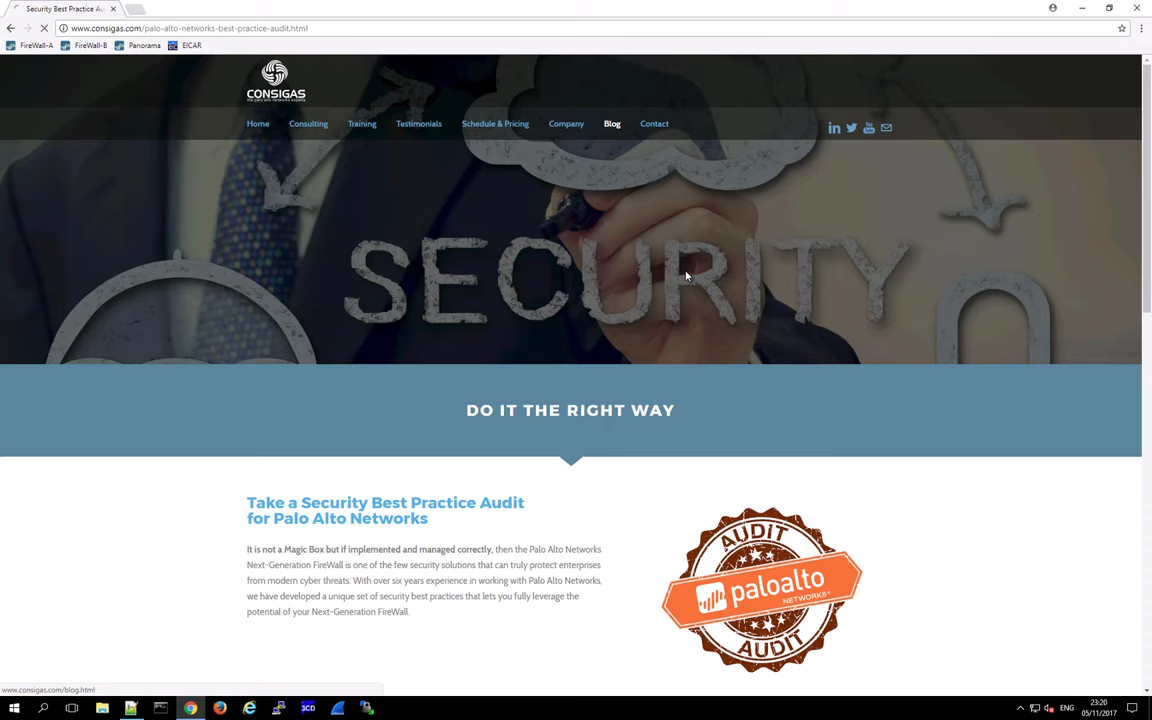 Security Best Practice Au
www.consigas.com/palo-alto-networks-best-practice-audit.html
FireWall-A
FireWall-B
Panorama
EICAR
CONSIGAS
the palo alto networks experts
Home
Consulting
Training
Testimonials
Schedule & Pricing
Company
Blog
Contact
SECURITY
DO IT THE RIGHT WAY
Take a Security Best Practice Audit
for Palo Alto Networks
It is not a Magic Box but if implemented and managed correctly, then the Palo Alto Networks
Next-Generation FireWall is one of the few security solutions that can truly protect enterprises
from modern cyber threats. With over six years experience in working with Palo Alto Networks,
we have developed a unique set of security best practices that lets you fully leverage the
potential of your Next-Generation FireWall.
AUDIT
paloalto
NETWORKS
AUDIT
www.consigas.com/blog.html
3CD
ENG
23:20
05/11/2017